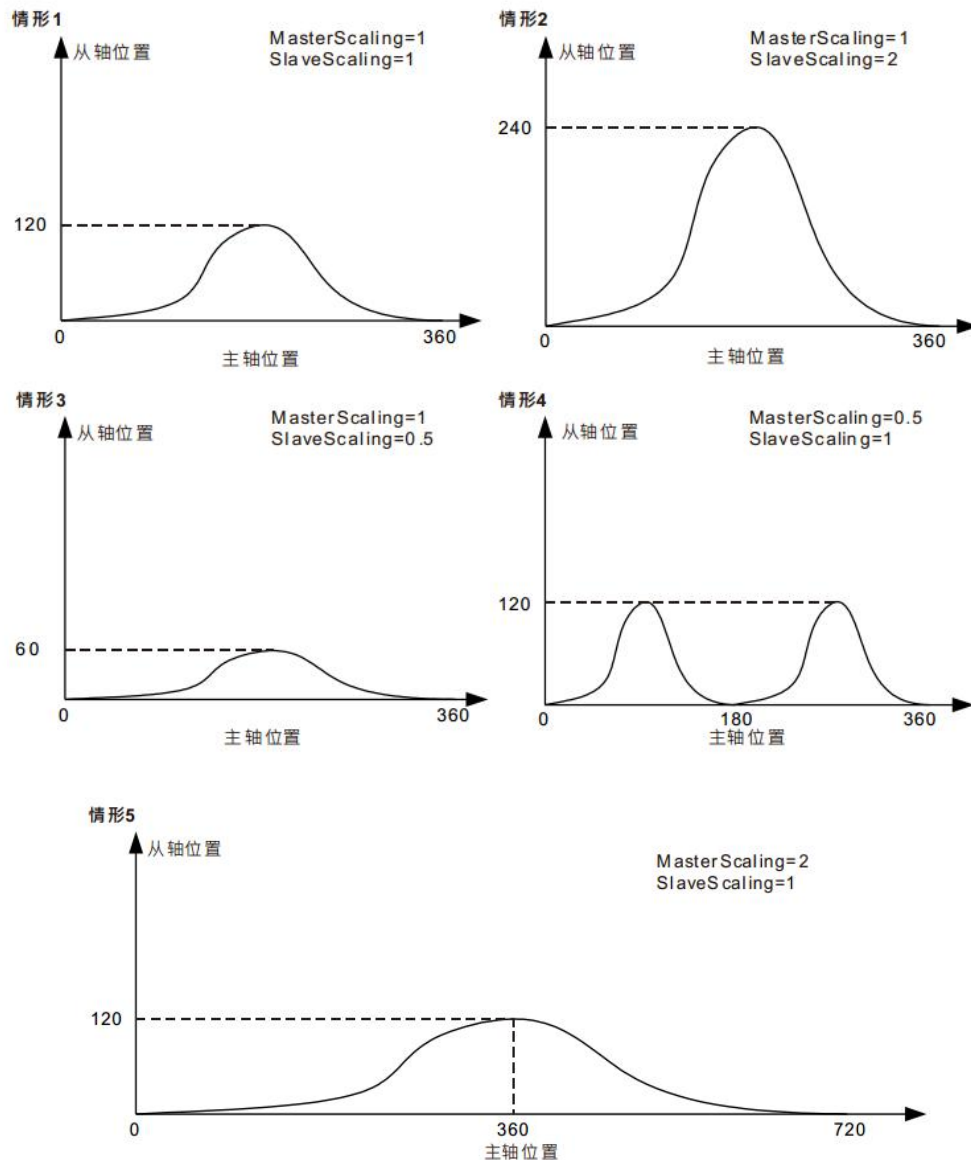 情形1
从轴位置
MasterScaling=1
SlaveScaling=1
120
0
360
主轴位置
情形2
从轴位置
MasterScaling=1
SlaveScaling=2
240
0
360
主轴位置
情形3
从轴位置
MasterScaling=1
SlaveScaling=0.5
60
0
360
主轴位置
情形4
从轴位置
MasterScaling=0.5
SlaveScaling=1
120
0
180
360
主轴位置
情形5
从轴位置
MasterScaling=2
SlaveScaling=1
120
0
360
720
主轴位置